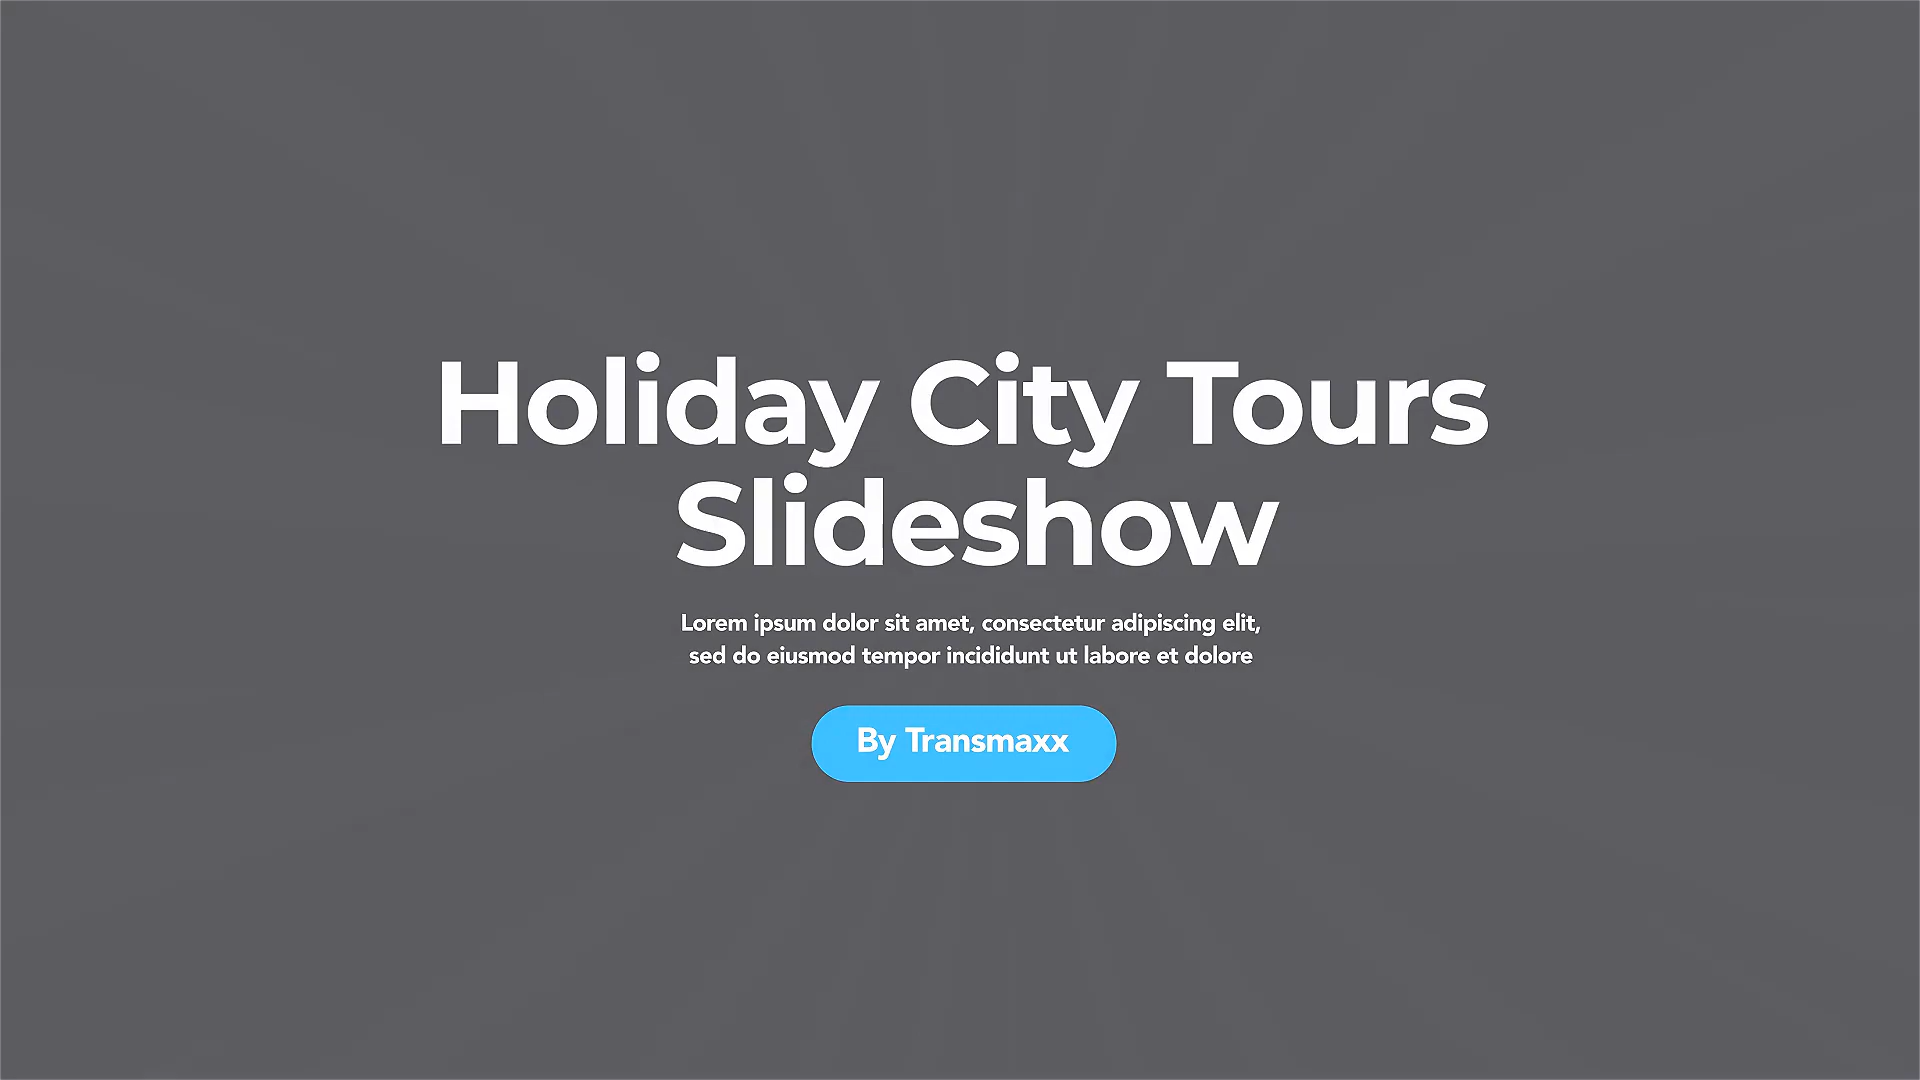 Holiday City Tours
Slideshow
Lorem ipsum dolor sit amet, consectetur adipiscing elit,
sed do eiusmod tempor incididunt ut labore et dolore
By Transmaxx